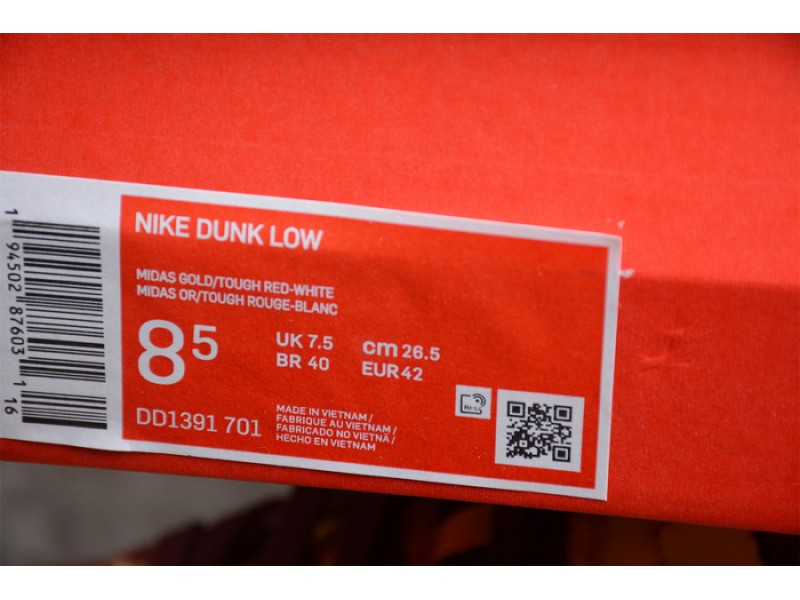 NIKE DUNK LOW
MIDAS GOLD/TOUGH RED-WHITE
MIDAS OR/TOUGH ROUGE-BLANC
8⁵
UK 7.5 cm 26.5
BR 40 EUR 42
DD1391 701
MADE IN VIETNAM /
FABRIQUE AU VIETNAM /
FABRICADO NO VIETNÃ /
HECHO EN VIETNAM
1 94502 87603 1 16